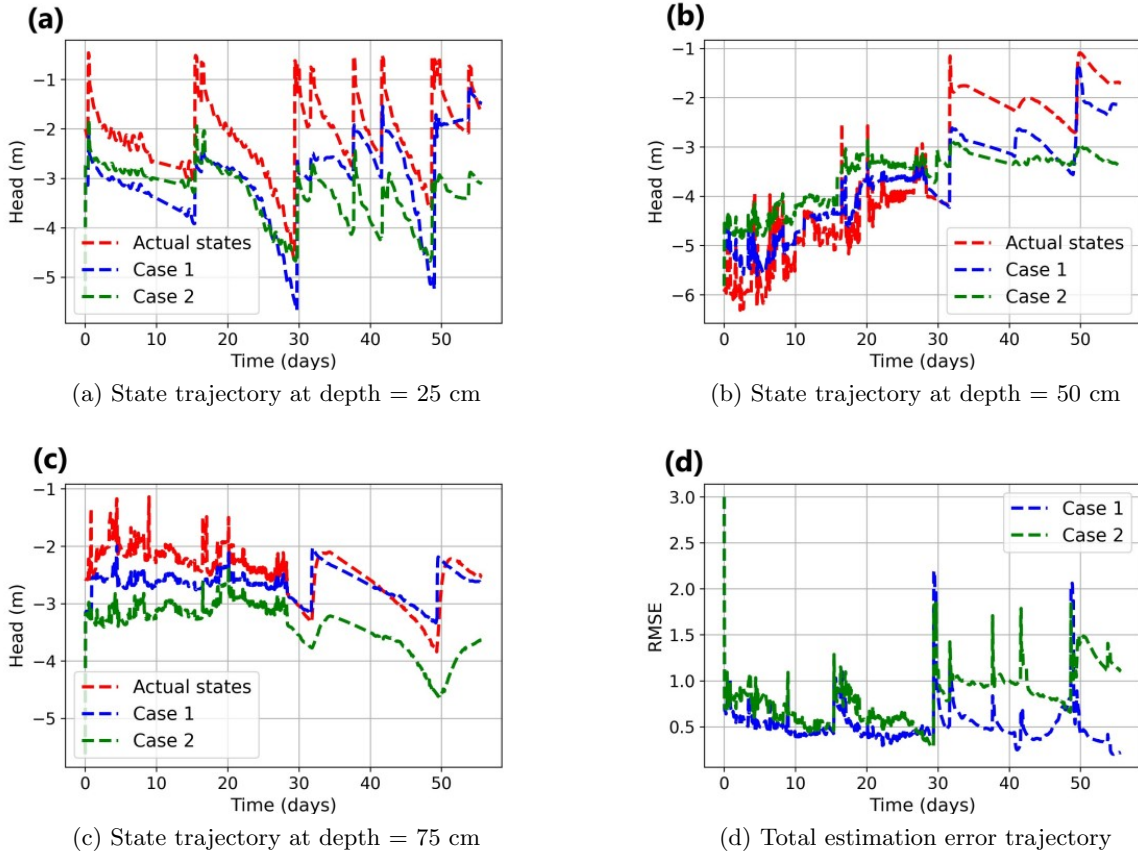 (a)
−1
−2
−3
−4
−5
Head (m)
Actual states
Case 1
Case 2
0
10
20
30
40
50
Time (days)
(a) State trajectory at depth = 25 cm
(b)
−1
−2
−3
−4
−5
−6
Head (m)
Actual states
Case 1
Case 2
0
10
20
30
40
50
Time (days)
(b) State trajectory at depth = 50 cm
(c)
−1
−2
−3
−4
−5
Head (m)
Actual states
Case 1
Case 2
0
10
20
30
40
50
Time (days)
(c) State trajectory at depth = 75 cm
(d)
3.0
2.5
2.0
1.5
1.0
0.5
RMSE
Case 1
Case 2
0
10
20
30
40
50
Time (days)
(d) Total estimation error trajectory